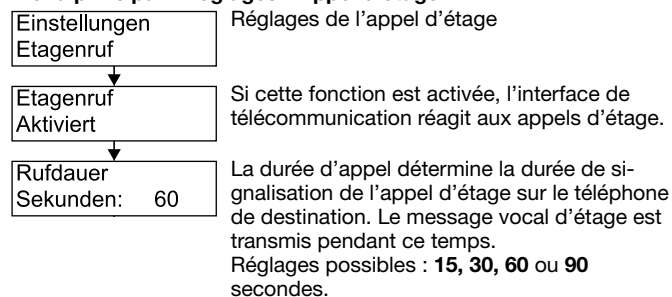 Einstellungen
Etagenruf
Réglages de l'appel d'étage
Etagenruf
Aktiviert
Si cette fonction est activée, l'interface de
télécommunication réagit aux appels d'étage.
Rufdauer
Sekunden: 60
La durée d'appel détermine la durée de si-
gnalisation de l'appel d'étage sur le téléphone
de destination. Le message vocal d'étage est
transmis pendant ce temps.
Réglages possibles : 15, 30, 60 ou 90
secondes.